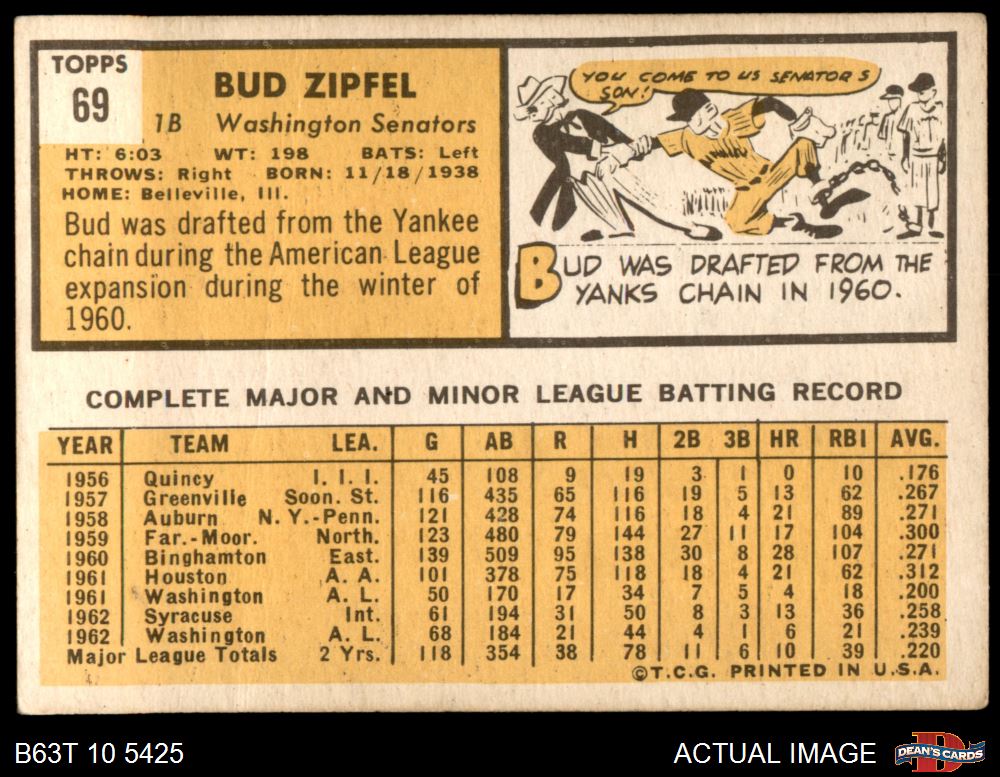 TOPPS
69
BUD ZIPFEL
1B Washington Senators
HT: 6:03 WT: 198 BATS: Left
THROWS: Right BORN: 11/18/1938
HOME: Belleville, Ill.
Bud was drafted from the Yankee
chain during the American League
expansion during the winter of
1960.
YOU COME TO US SENATORS
SON!
BUD WAS DRAFTED FROM THE
YANKS CHAIN IN 1960.
COMPLETE MAJOR AND MINOR LEAGUE BATTING RECORD
YEAR TEAM LEA. G AB R H 2B 3B HR RBI AVG.
1956 Quincy I. I. I. 45 108 9 19 3 1 0 10 .176
1957 Greenville Soon. St. 116 435 65 116 19 5 13 62 .267
1958 Auburn N. Y.-Penn. 121 428 74 116 18 4 21 89 .271
1959 Far.-Moor. North. 123 480 79 144 27 11 17 104 .300
1960 Binghamton East. 139 509 95 138 30 8 28 107 .271
1961 Houston A. A. 101 378 75 118 18 4 21 62 .312
1961 Washington A. L. 50 170 17 34 7 5 4 18 .200
1962 Syracuse Int. 61 194 31 50 8 3 13 36 .258
1962 Washington A. L. 68 184 21 44 4 1 6 21 .239
Major League Totals 2 Yrs. 118 354 38 78 11 6 10 39 .220
©T.C.G. PRINTED IN U.S.A.
B63T 10 5425
ACTUAL IMAGE
D
DEAN'S CARDS